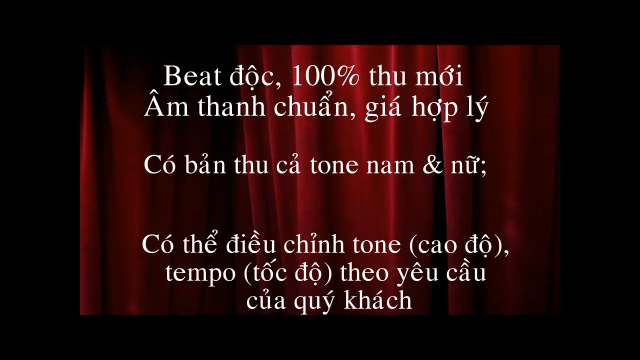 Beat độc, 100% thu mới
Âm thanh chuẩn, giá hợp lý
Có bản thu cả tone nam & nữ;
Có thể điều chỉnh tone (cao độ),
tempo (tốc độ) theo yêu cầu
của quý khách